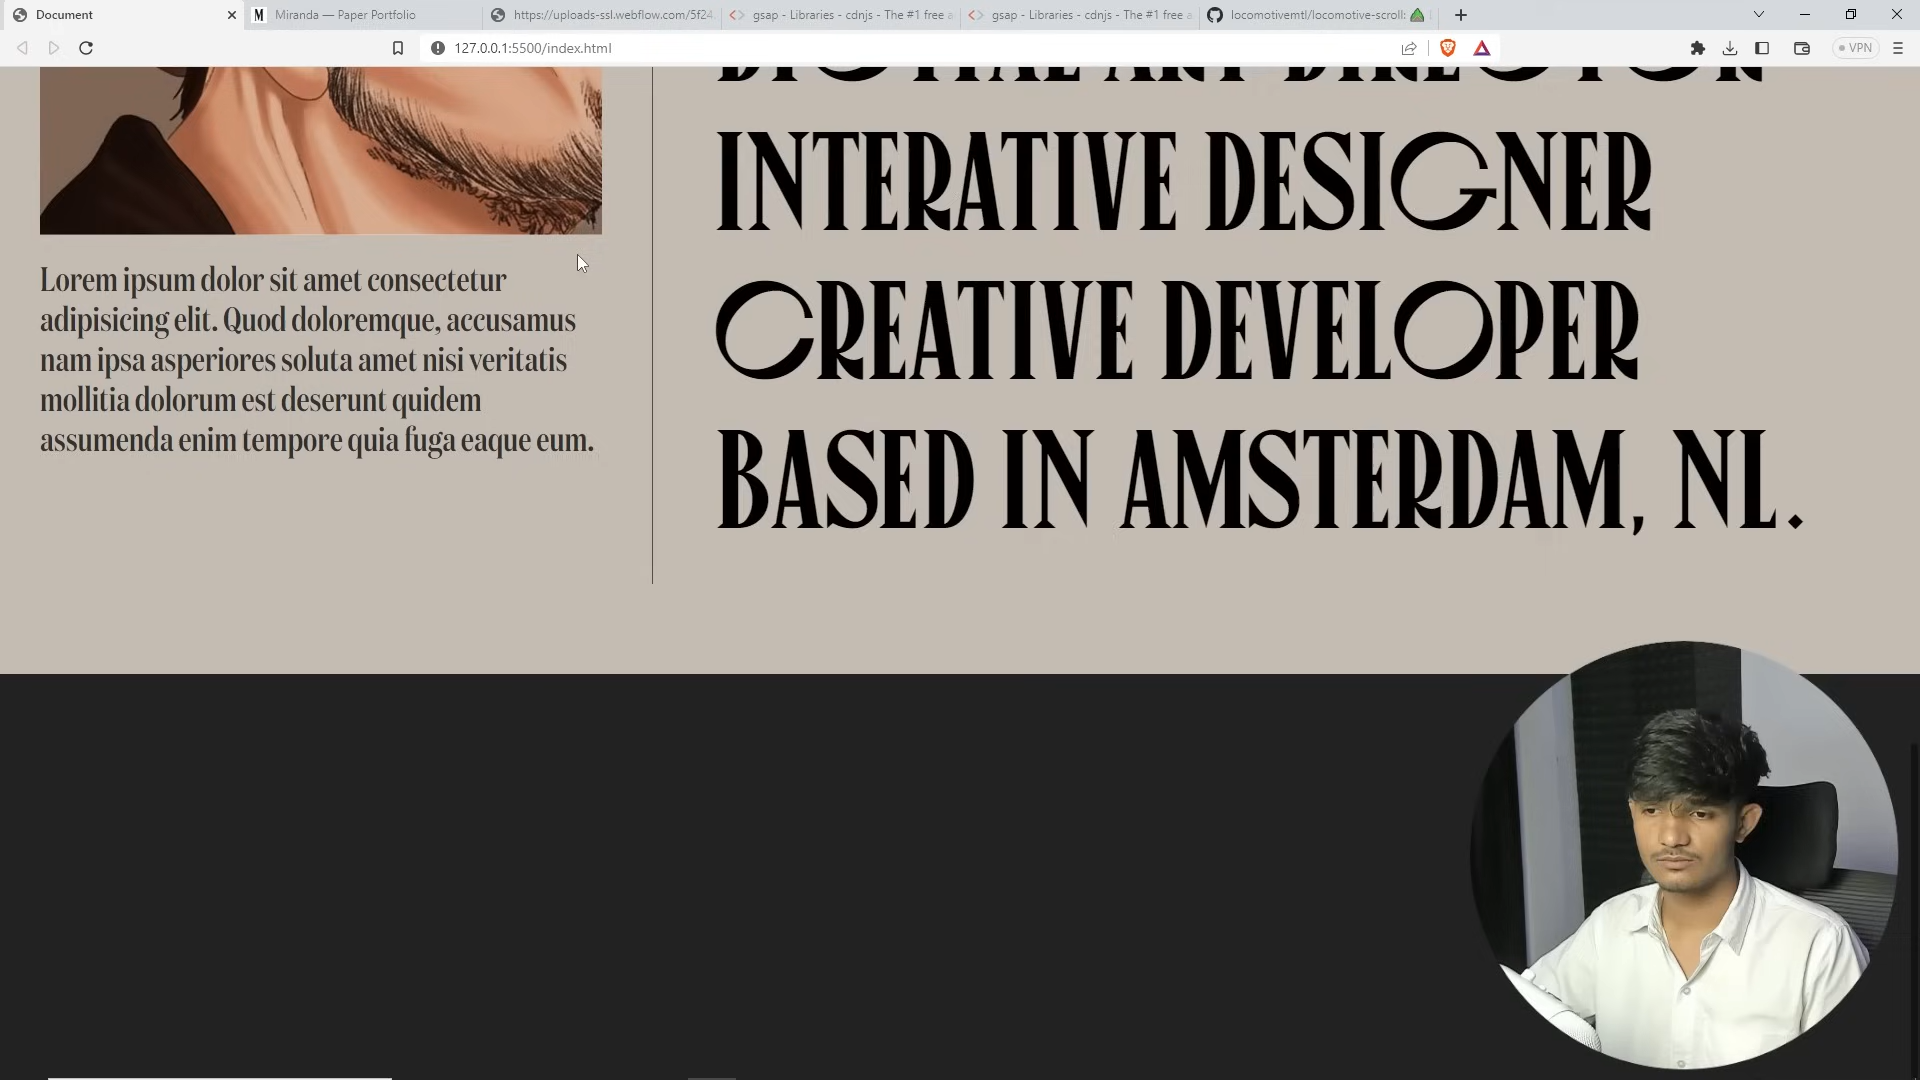 Document
Miranda — Paper Portfolio
https://uploads-ssl.webflow.com/5f24
gsap - Libraries - cdnjs - The #1 free a
gsap - Libraries - cdnjs - The #1 free a
locomotivemtl/locomotive-scroll:
127.0.0.1:5500/index.html
VPN
DIGITAL ART DIRECTOR
INTERATIVE DESIGNER
CREATIVE DEVELOPER
BASED IN AMSTERDAM, NL.
Lorem ipsum dolor sit amet consectetur
adipisicing elit. Quod doloremque, accusamus
nam ipsa asperiores soluta amet nisi veritatis
mollitia dolorum est deserunt quidem
assumenda enim tempore quia fuga eaque eum.